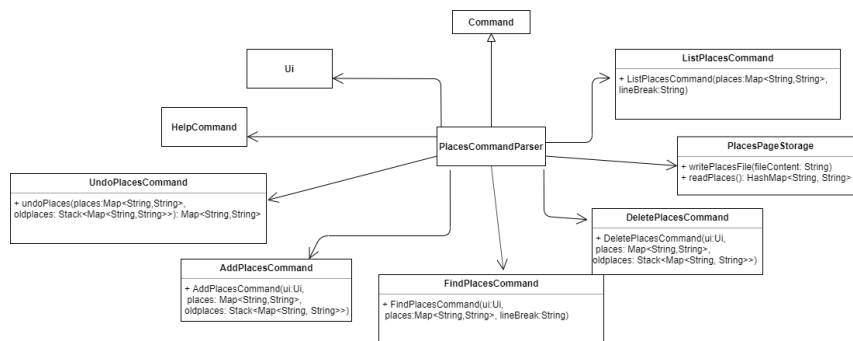 Command
Ui
ListPlacesCommand
+ ListPlacesCommand(places:Map<String,String>,
lineBreak:String)
HelpCommand
PlacesCommandParser
PlacesPageStorage
+ writePlacesFile(fileContent: String)
+ readPlaces(): HashMap<String, String>
UndoPlacesCommand
+ undoPlaces(places:Map<String,String>,
oldplaces: Stack<Map<String,String>>): Map<String,String>
DeletePlacesCommand
+ DeletePlacesCommand(ui:Ui,
places: Map<String,String>,
oldplaces: Stack<Map<String, String>>)
AddPlacesCommand
+ AddPlacesCommand(ui:Ui,
places: Map<String,String>,
oldplaces: Stack<Map<String, String>>)
FindPlacesCommand
+ FindPlacesCommand(ui:Ui,
places:Map<String,String>, lineBreak:String)